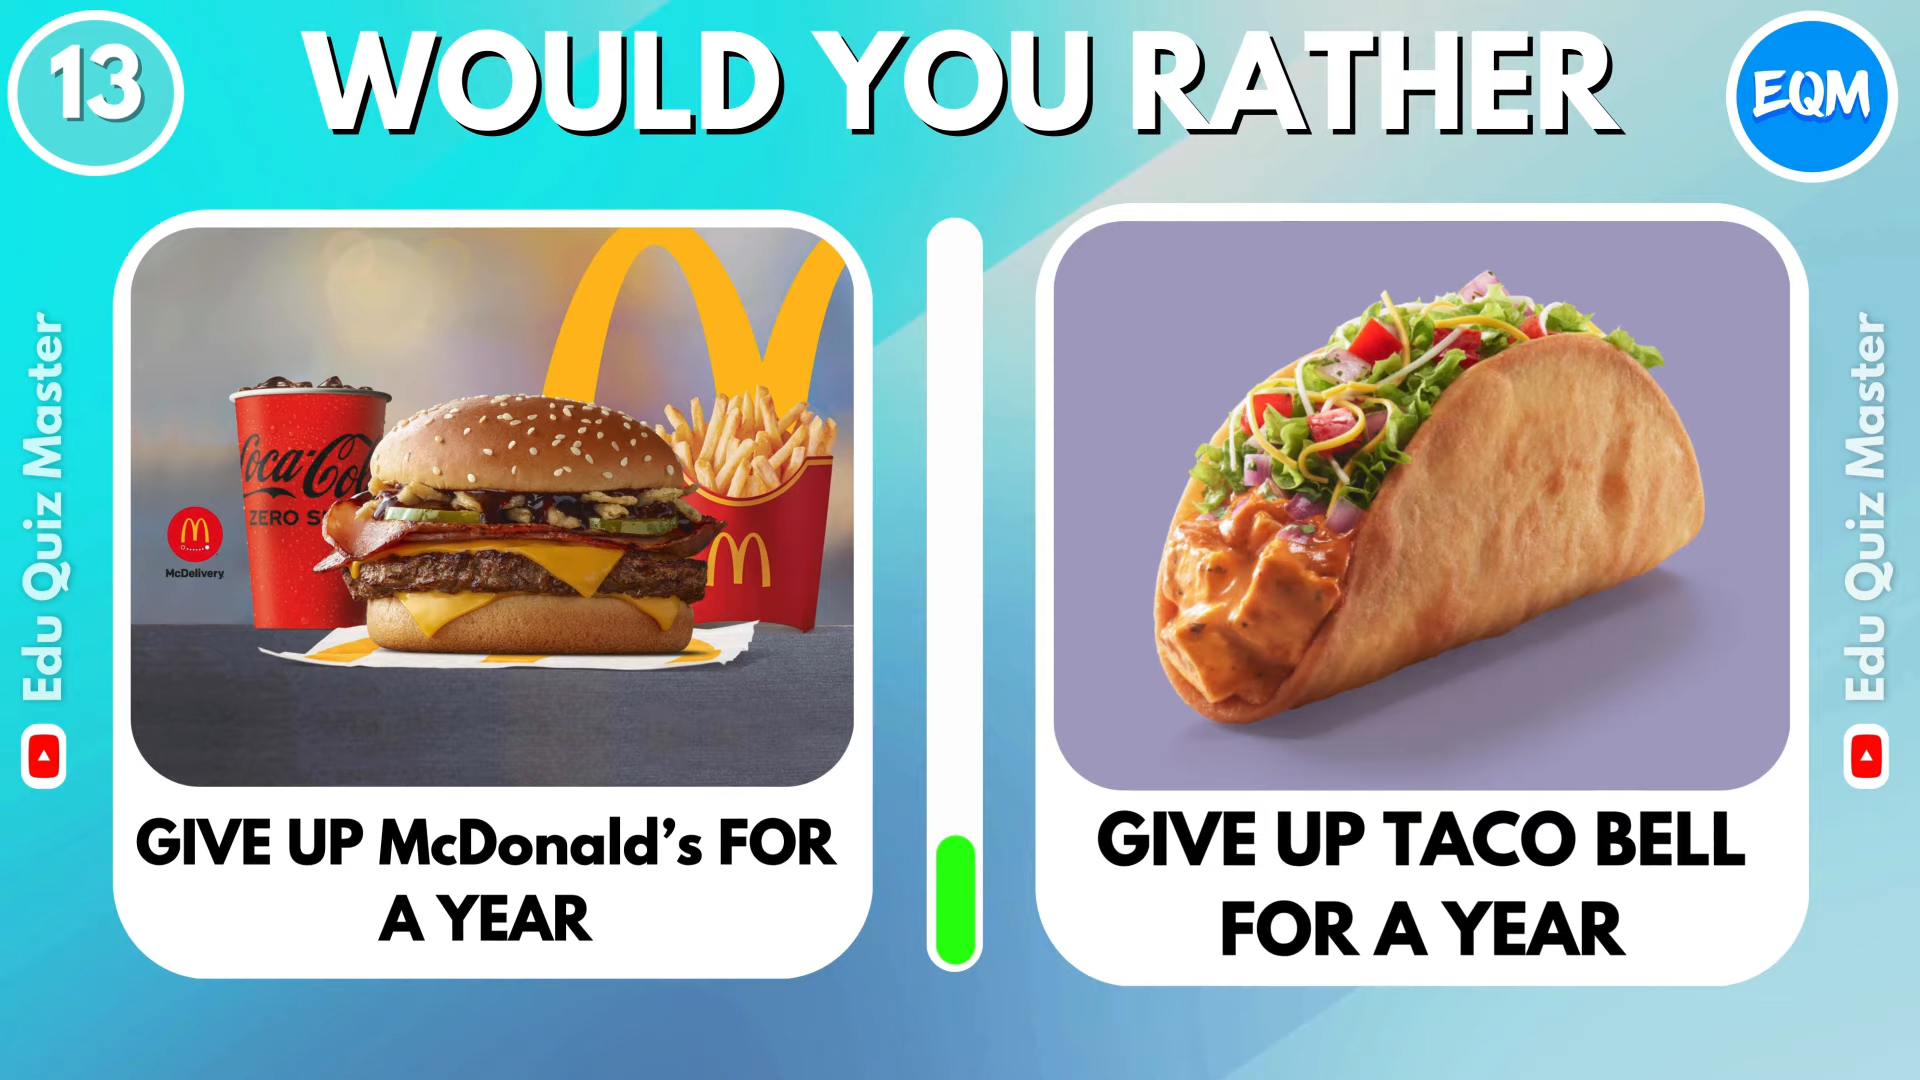 13
WOULD YOU RATHER
EQM
Coca-Col
ZERO S
McDelivery
GIVE UP McDonald's FOR
A YEAR
GIVE UP TACO BELL
FOR A YEAR
Edu Quiz Master
Edu Quiz Master